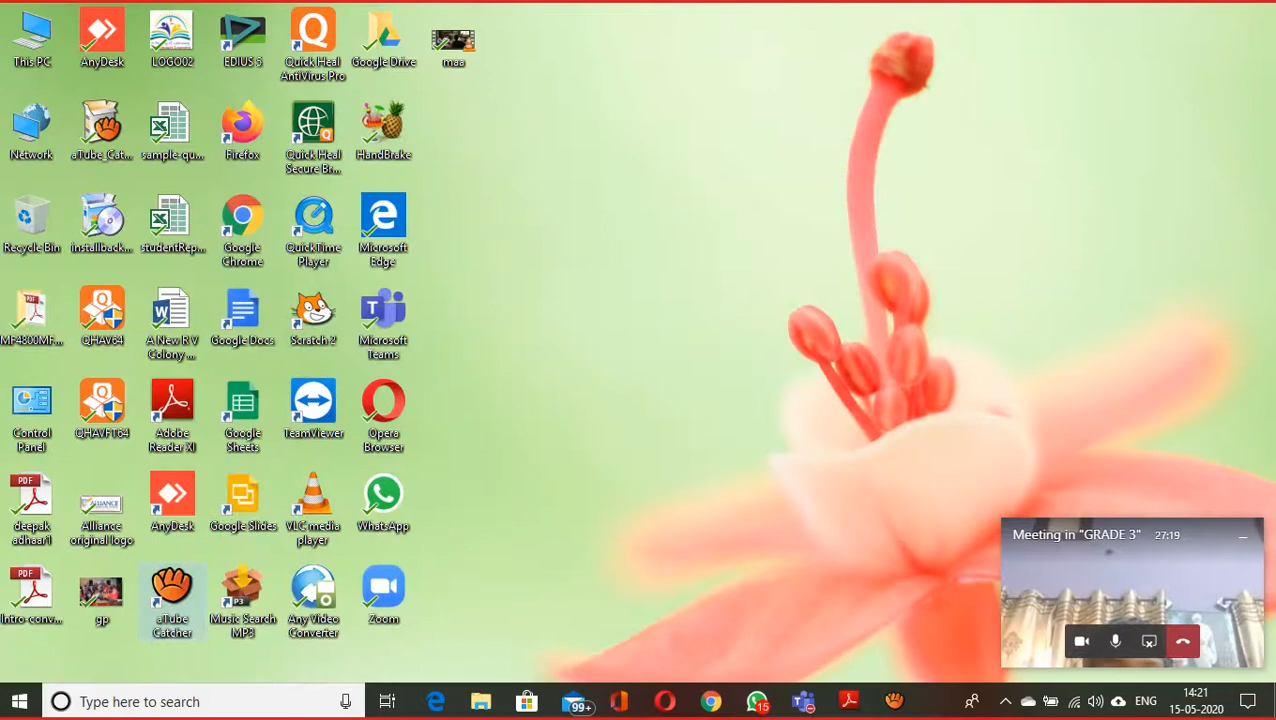 This PC
AnyDesk
LOGO02
EDIUS 5
Quick Heal
AntiVirus Pro
Google Drive
maa
Network
aTube_Cat...
sample-qu...
Firefox
Quick Heal
Secure Br...
HandBrake
Recycle Bin
installback...
studentRep...
Google
Chrome
QuickTime
Player
Microsoft
Edge
MF4800MF...
QHAV64
A New R V
Colony ...
Google Docs
Scratch 2
Microsoft
Teams
Control
Panel
QHAVFT64
Adobe
Reader XI
Google
Sheets
TeamViewer
Opera
Browser
PDF
deepak
adhaar1
Alliance
original logo
AnyDesk
Google Slides
VLC media
player
WhatsApp
Meeting in "GRADE 3" 27:19
PDF
Intro-conv...
gp
aTube
Catcher
P3
Music Search
MP3
Any Video
Converter
Zoom
Type here to search
99+
15
ENG
14:21
15-05-2020